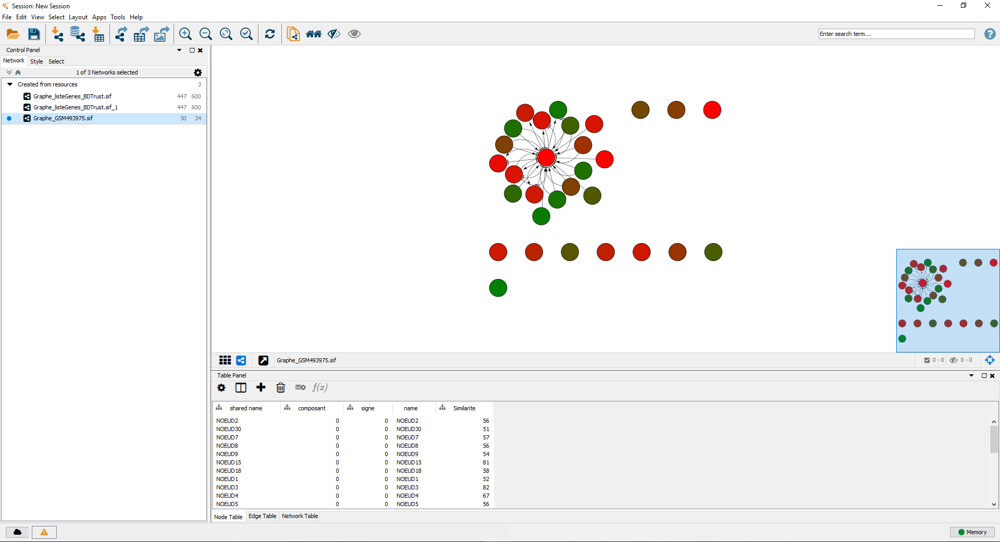 Session: New Session
File Edit View Select Layout Apps Tools Help
Enter search term...
?
Control Panel
Network Style Select
1 of 3 Networks selected
Created from resources 3
Graphe_listeGenes_BDTrust.sif 447 600
Graphe_listeGenes_BDTrust.sif_1 447 600
Graphe_GSM493975.sif 30 34
Graphe_GSM493975.sif 0 - 0 0 - 0
Table Panel
f(x)
shared name composant signe name Similarite
NOEUD2 0 0 NOEUD2 56
NOEUD30 0 0 NOEUD30 51
NOEUD7 0 0 NOEUD7 57
NOEUD8 0 0 NOEUD8 56
NOEUD9 0 0 NOEUD9 54
NOEUD15 0 0 NOEUD15 81
NOEUD18 0 0 NOEUD18 58
NOEUD1 0 0 NOEUD1 52
NOEUD3 0 0 NOEUD3 82
NOEUD4 0 0 NOEUD4 67
NOEUD5 0 0 NOEUD5 56
Node Table Edge Table Network Table
Memory